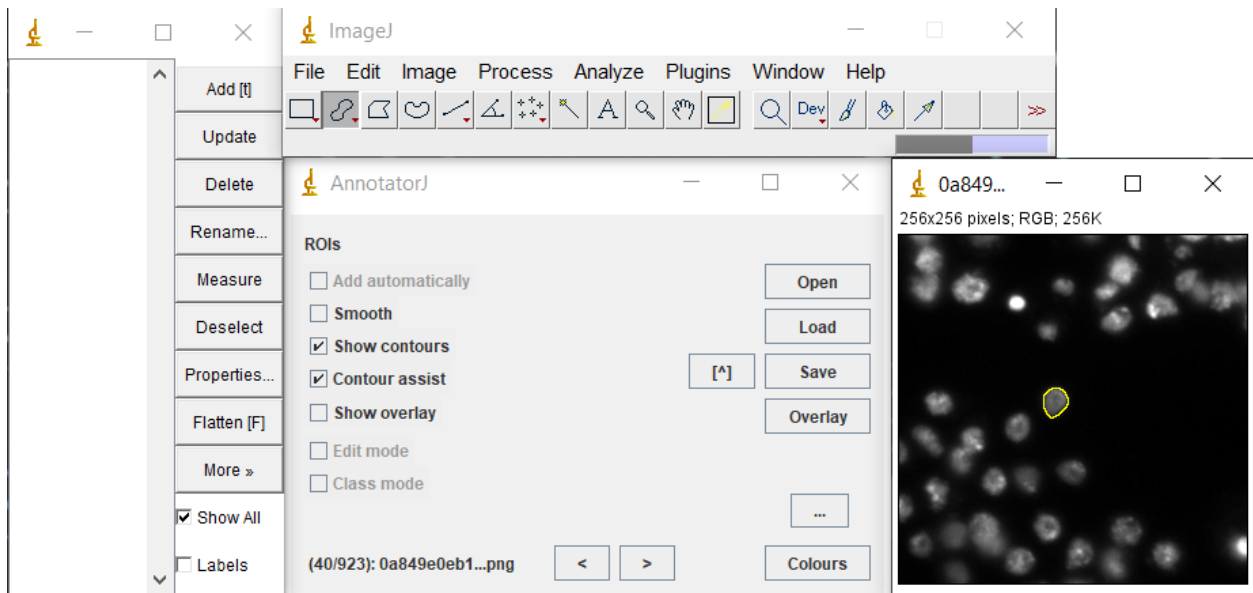 Add [t]
Update
Delete
Rename...
Measure
Deselect
Properties...
Flatten [F]
More »
Show All
Labels
ImageJ
File Edit Image Process Analyze Plugins Window Help
A Dev >>
AnnotatorJ
ROIs
Add automatically
Smooth
Show contours
Contour assist
Show overlay
Edit mode
Class mode
Open
Load
[^] Save
Overlay
...
(40/923): 0a849e0eb1...png < > Colours
0a849...
256x256 pixels; RGB; 256K